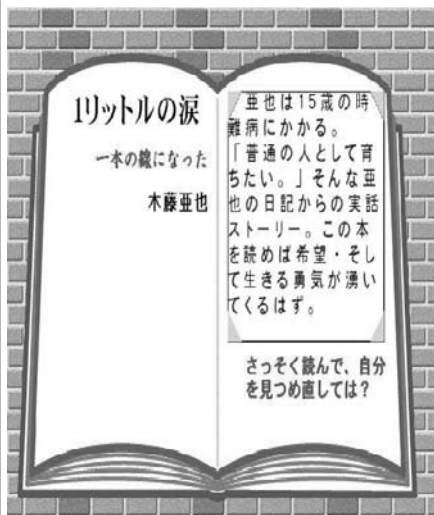 1リットルの涙
一本の線になった
木藤亜也
亜也は15歳の時
難病にかかる。
「普通の人として育
ちたい。」そんな亜
也の日記からの実話
ストーリー。この本
を読めば希望・そし
て生きる勇気が湧い
てくるはず。
さっそく読んで、自分
を見つめ直しては？